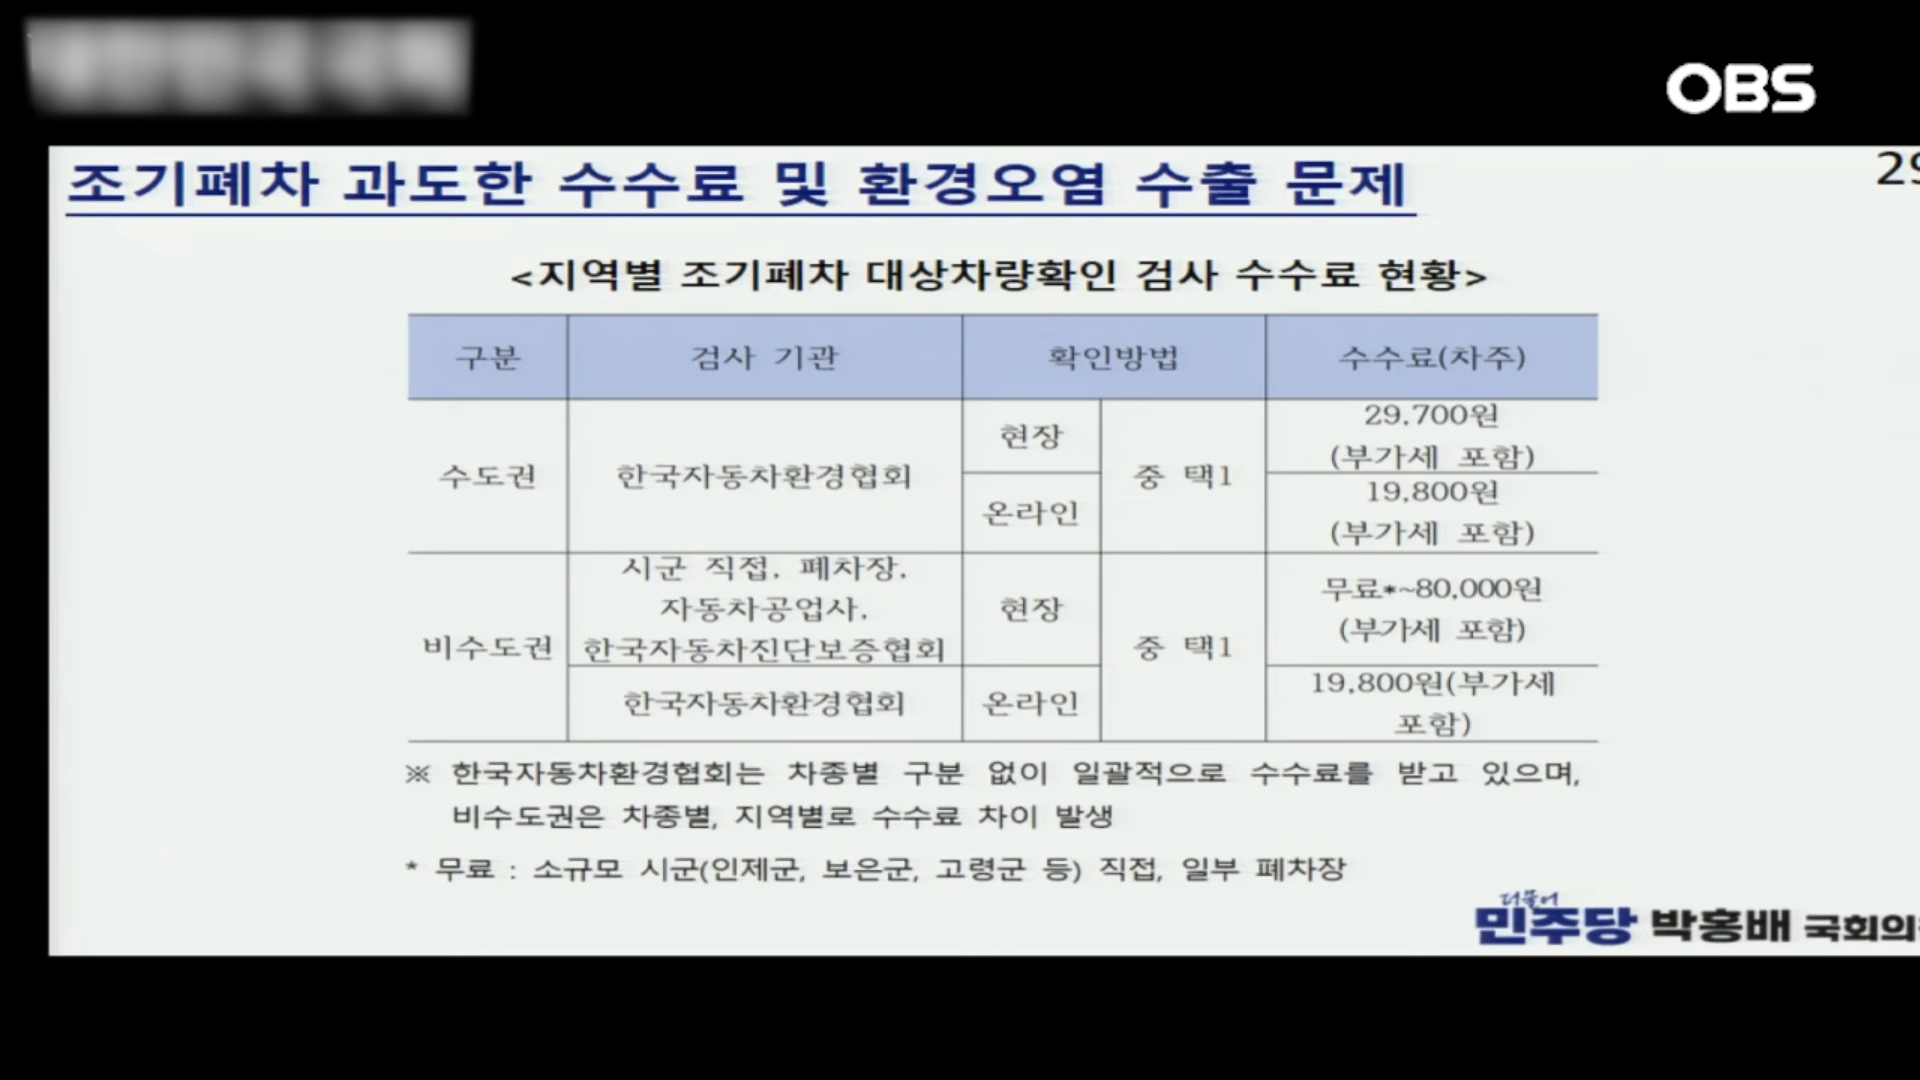 OBS
조기폐차 과도한 수수료 및 환경오염 수출 문제
<지역별 조기폐차 대상차량확인 검사 수수료 현황>
구분 검사 기관 확인방법 수수료(차주)
수도권 한국자동차환경협회 현장 중 택1 29,700원
(부가세 포함)
온라인 19,800원
(부가세 포함)
비수도권 시군 직접, 폐차장,
자동차공업사,
한국자동차진단보증협회 현장 중 택1 무료*~80,000원
(부가세 포함)
한국자동차환경협회 온라인 19,800원(부가세
포함)
※ 한국자동차환경협회는 차종별 구분 없이 일괄적으로 수수료를 받고 있으며,
비수도권은 차종별, 지역별로 수수료 차이 발생
* 무료 : 소규모 시군(인제군, 보은군, 고령군 등) 직접, 일부 폐차장
더불어
민주당 박홍배